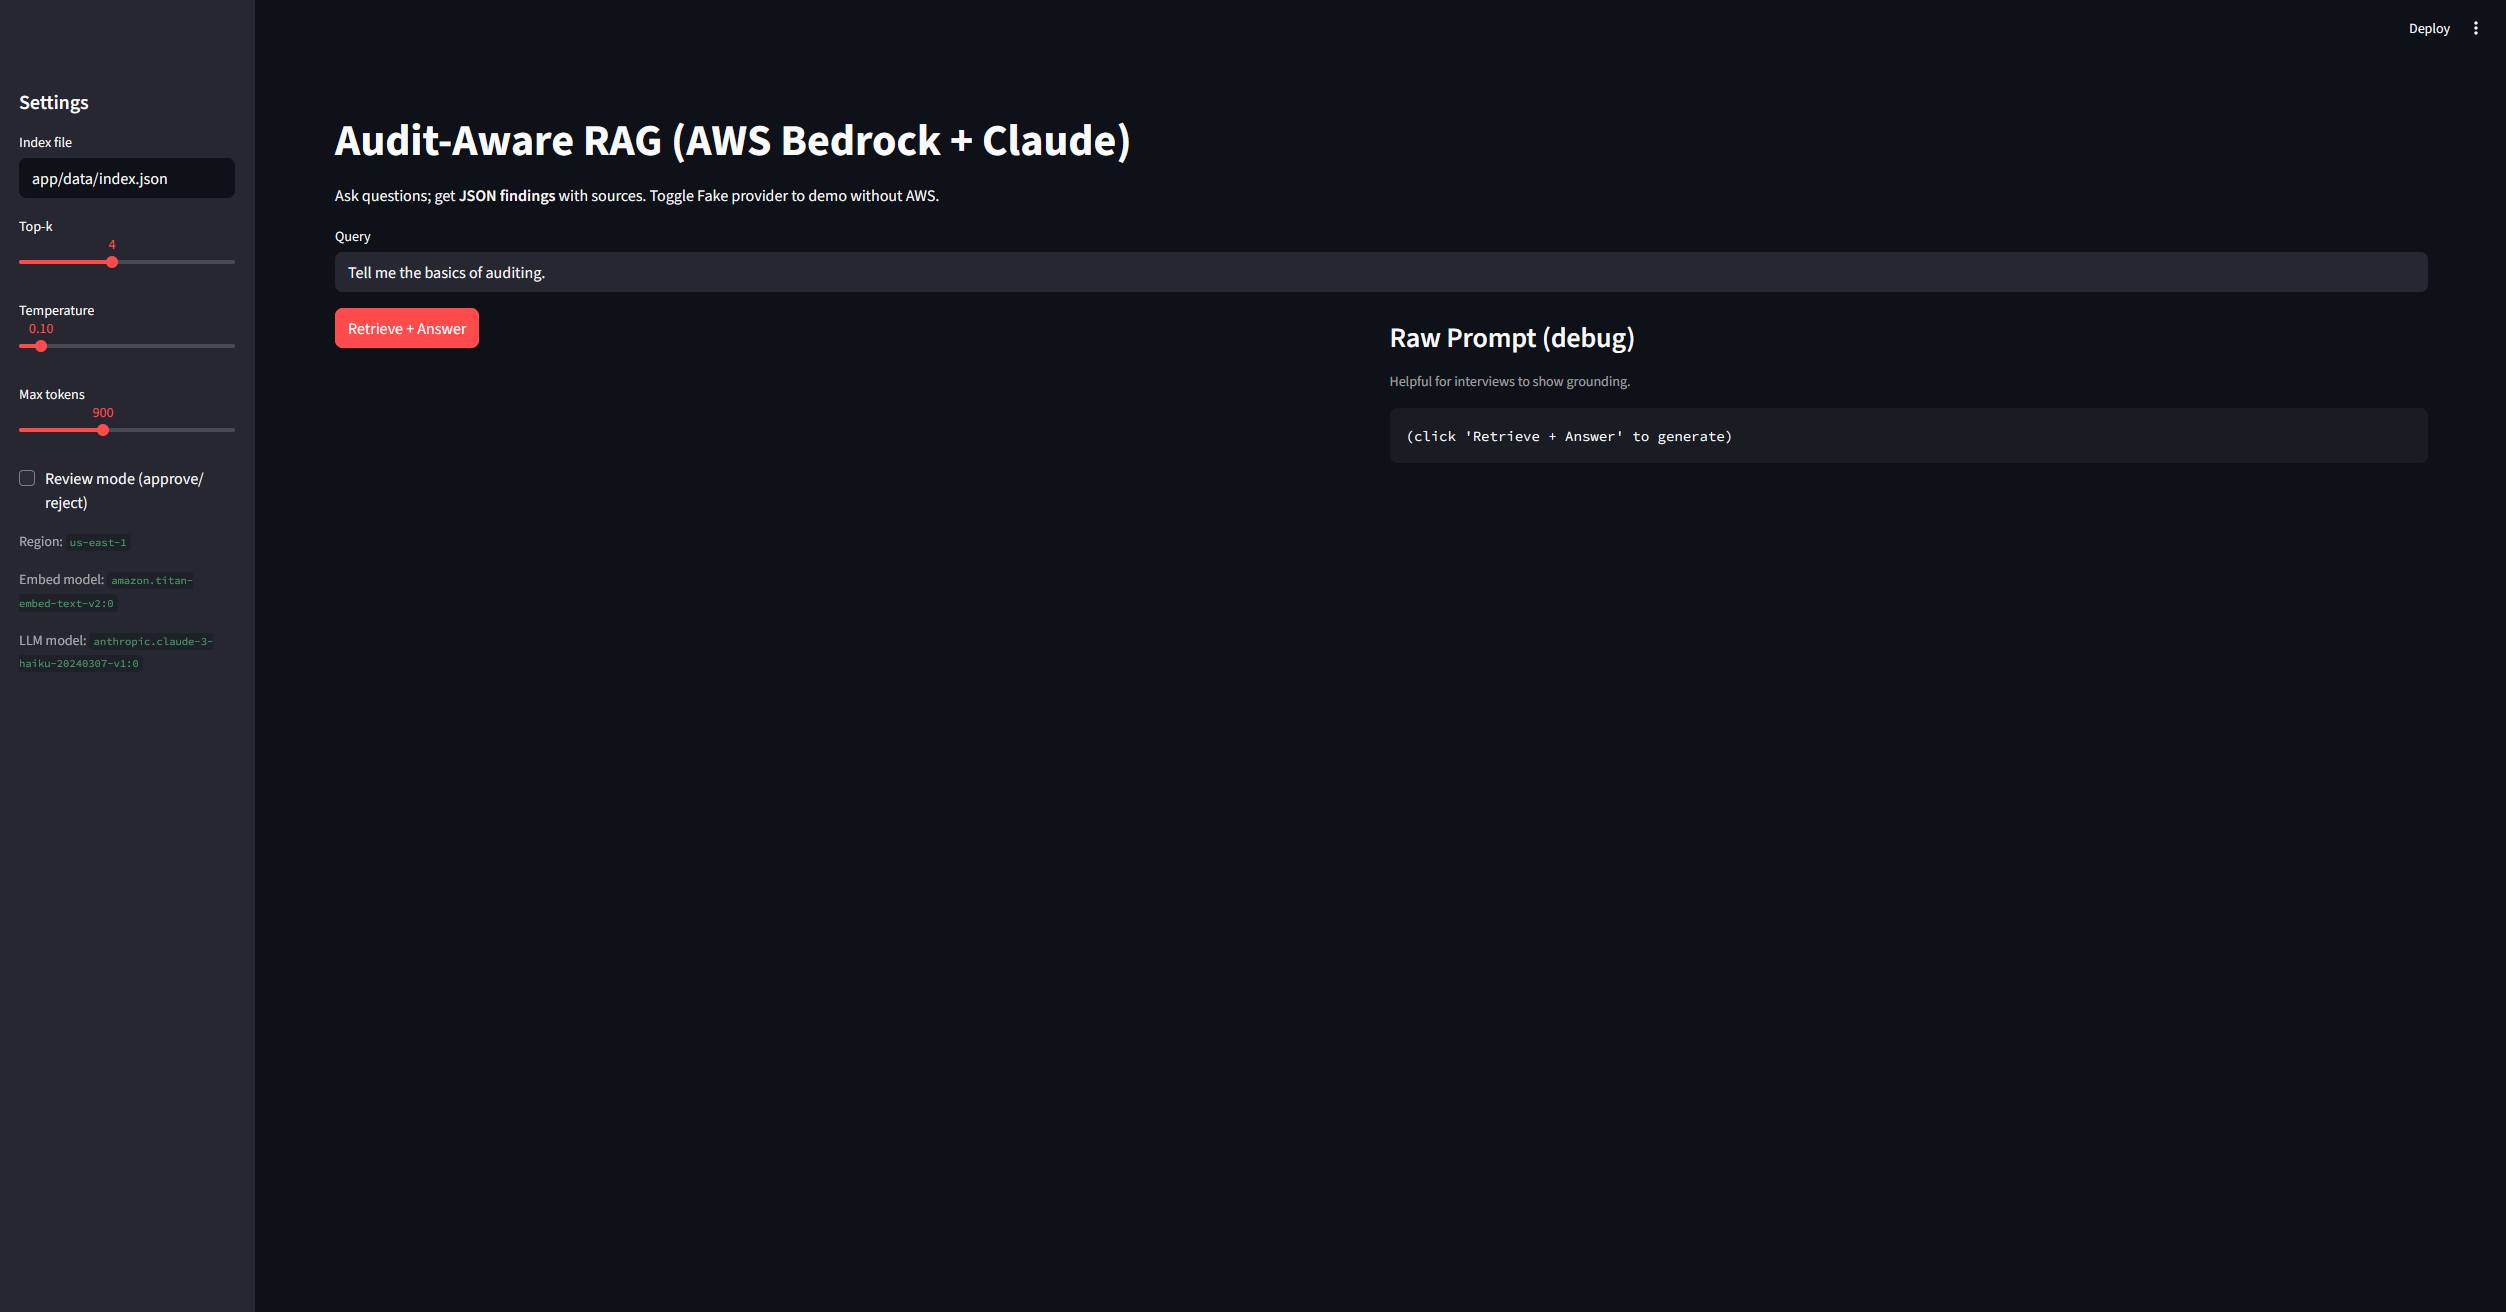 Deploy
Settings
Index file
app/data/index.json
Top-k
4
Temperature
0.10
Max tokens
900
Review mode (approve/
reject)
Region: us-east-1
Embed model: amazon.titan-
embed-text-v2:0
LLM model: anthropic.claude-3-
haiku-20240307-v1:0
Audit-Aware RAG (AWS Bedrock + Claude)
Ask questions; get JSON findings with sources. Toggle Fake provider to demo without AWS.
Query
Tell me the basics of auditing.
Retrieve + Answer
Raw Prompt (debug)
Helpful for interviews to show grounding.
(click 'Retrieve + Answer' to generate)